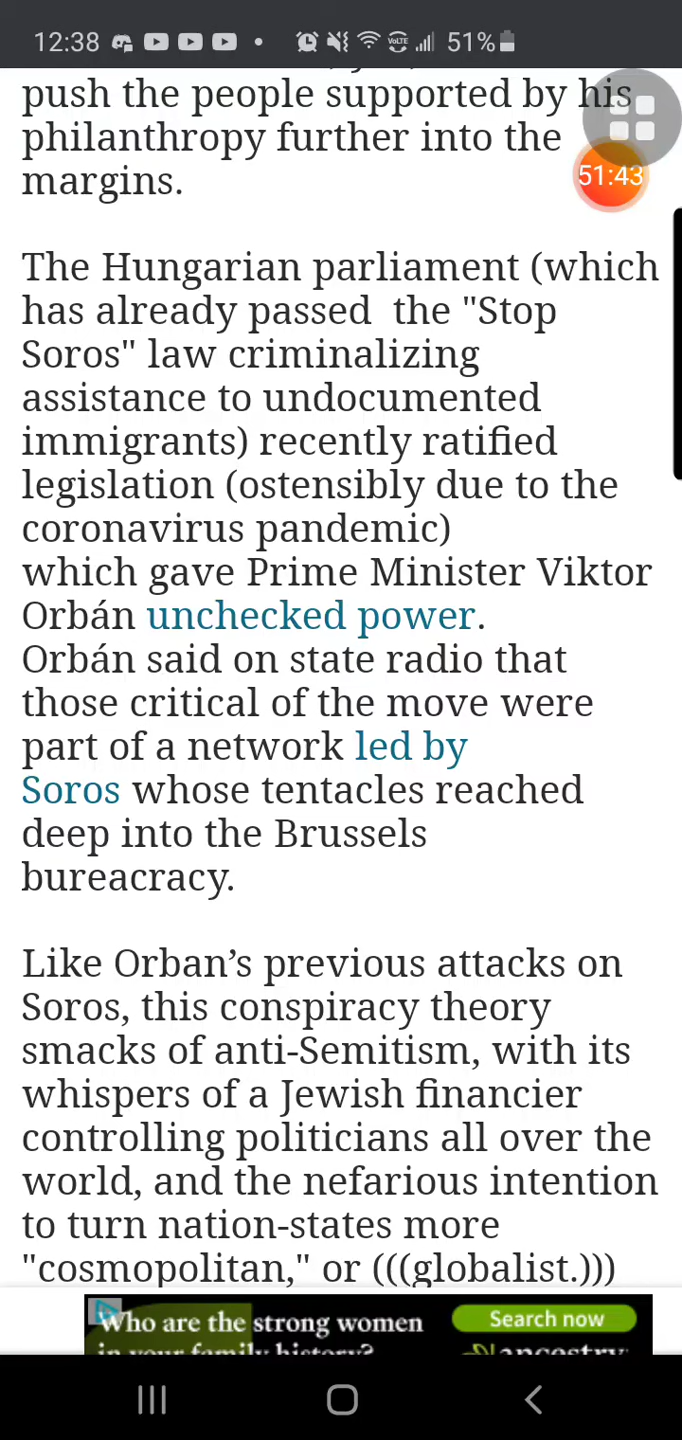 12:38
51%
push the people supported by his
philanthropy further into the
51:43
margins.
The Hungarian parliament (which
has already passed  the "Stop
Soros" law criminalizing
assistance to undocumented
immigrants) recently ratified
legislation (ostensibly due to the
coronavirus pandemic)
which gave Prime Minister Viktor
Orbán unchecked power.
Orbán said on state radio that
those critical of the move were
part of a network led by
Soros whose tentacles reached
deep into the Brussels
bureacracy.
Like Orban’s previous attacks on
Soros, this conspiracy theory
smacks of anti-Semitism, with its
whispers of a Jewish financier
controlling politicians all over the
world, and the nefarious intention
to turn nation-states more
"cosmopolitan," or (((globalist.)))
Who are the strong women
Search now
in your family history?
ancestry